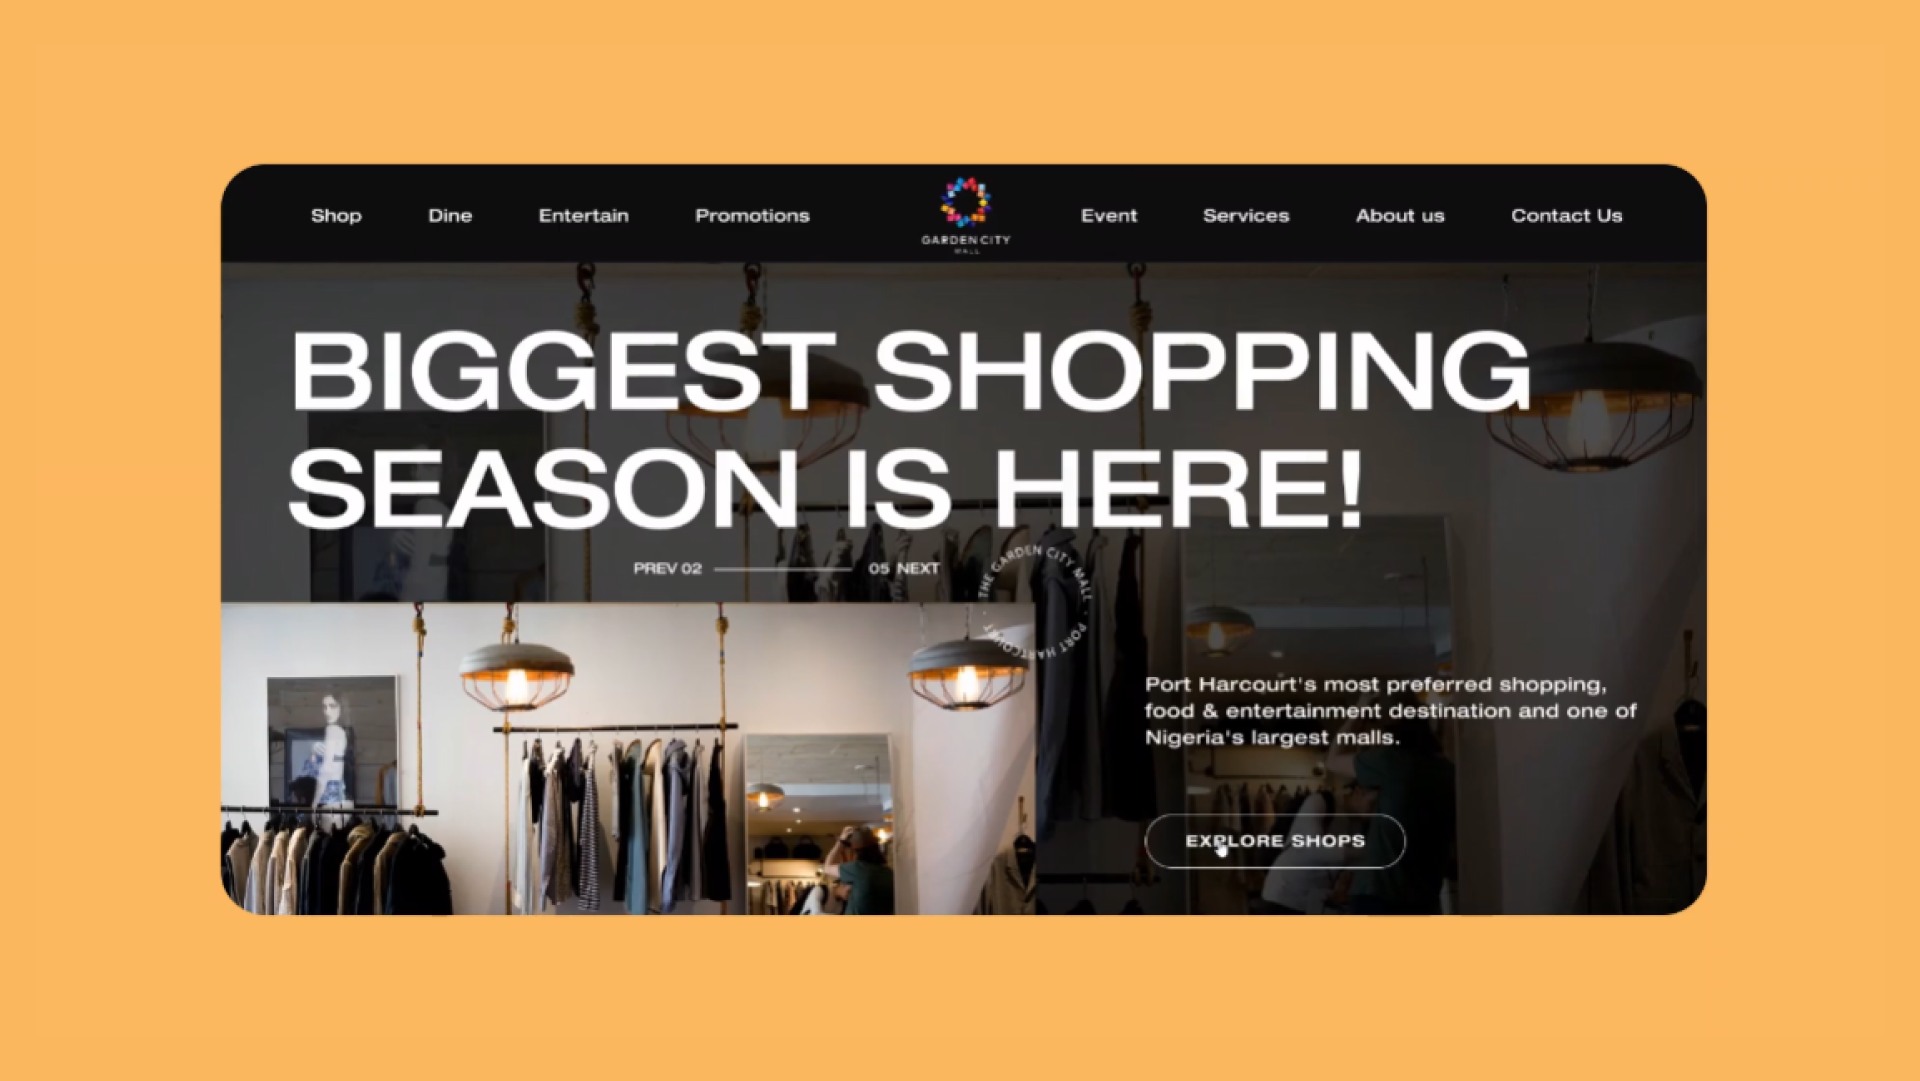 Shop
Dine
Entertain
Promotions
GARDEN CITY
MALL
Event
Services
About us
Contact Us
BIGGEST SHOPPING
SEASON IS HERE!
PREV 02
05 NEXT
THE GARDEN CITY MALL · PORT HARTCOURT ·
Port Harcourt's most preferred shopping,
food & entertainment destination and one of
Nigeria's largest malls.
EXPLORE SHOPS